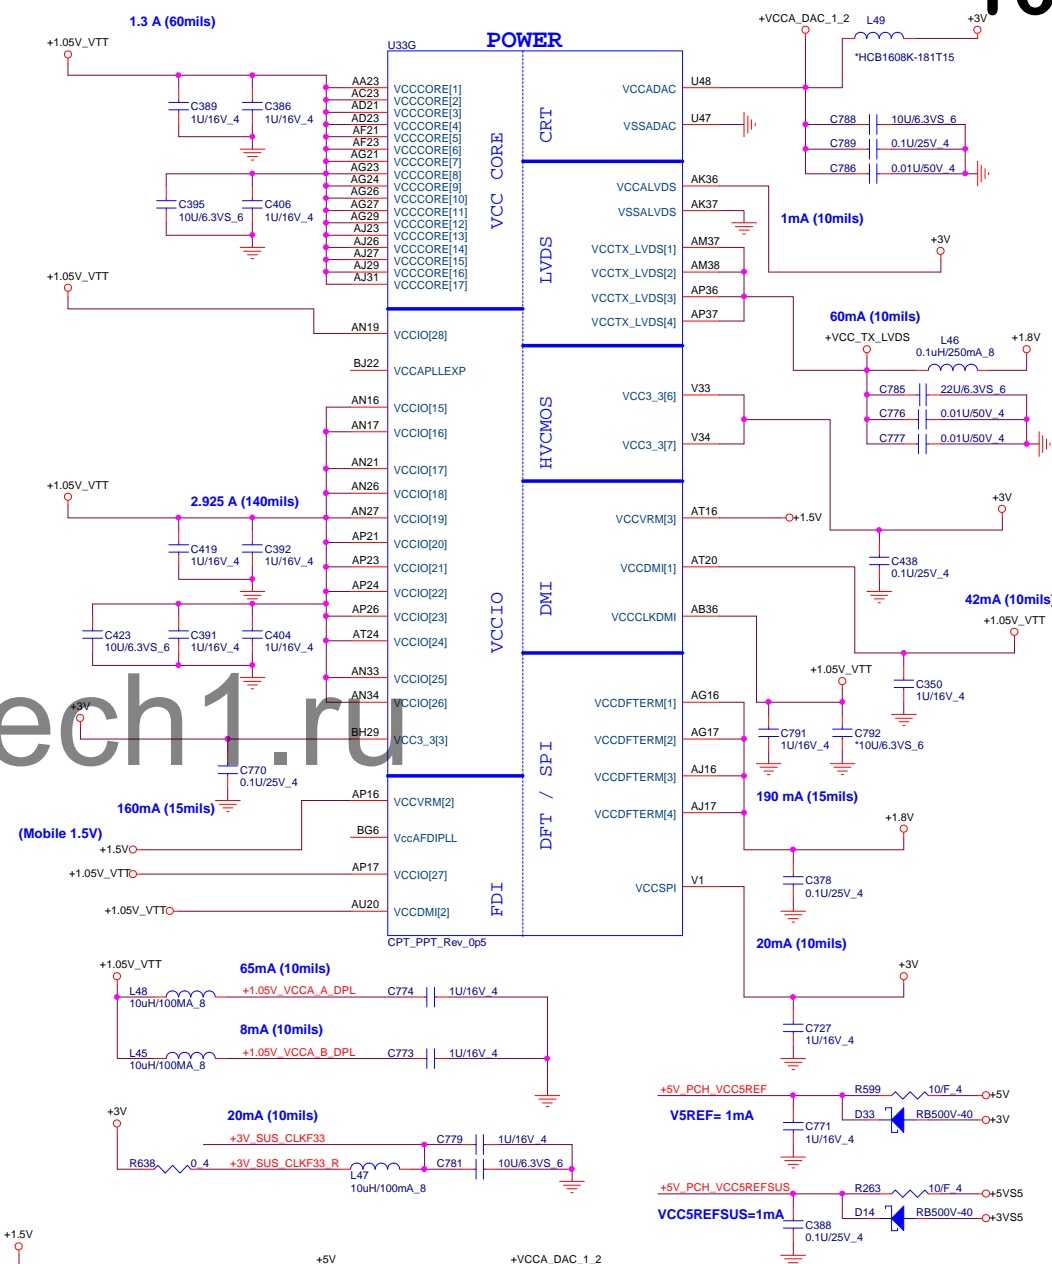 1.3 A (60mils)
+1.05V_VTT
C389
1U/16V_4
C386
1U/16V_4
C395
10U/6.3VS_6
C406
1U/16V_4
+1.05V_VTT
+1.05V_VTT
2.925 A (140mils)
C419
1U/16V_4
C392
1U/16V_4
C423
10U/6.3VS_6
C391
1U/16V_4
C404
1U/16V_4
ech1.ru
+3V
C770
0.1U/25V_4
160mA (15mils)
(Mobile 1.5V)
+1.5V
+1.05V_VTT
+1.05V_VTT
U33G
POWER
AA23 VCCCORE[1]
AC23 VCCCORE[2]
AD21 VCCCORE[3]
AD23 VCCCORE[4]
AF21 VCCCORE[5]
AF23 VCCCORE[6]
AG21 VCCCORE[7]
AG23 VCCCORE[8]
AG24 VCCCORE[9]
AG26 VCCCORE[10]
AG27 VCCCORE[11]
AG29 VCCCORE[12]
AJ23 VCCCORE[13]
AJ26 VCCCORE[14]
AJ27 VCCCORE[15]
AJ29 VCCCORE[16]
AJ31 VCCCORE[17]
VCC CORE
AN19 VCCIO[28]
BJ22 VCCAPLLEXP
AN16 VCCIO[15]
AN17 VCCIO[16]
AN21 VCCIO[17]
AN26 VCCIO[18]
AN27 VCCIO[19]
AP21 VCCIO[20]
AP23 VCCIO[21]
AP24 VCCIO[22]
AP26 VCCIO[23]
AT24 VCCIO[24]
AN33 VCCIO[25]
AN34 VCCIO[26]
BH29 VCC3_3[3]
VCCIO
AP16 VCCVRM[2]
BG6 VccAFDIPLL
AP17 VCCIO[27]
AU20 VCCDMI[2]
FDI
CPT_PPT_Rev_0p5
CRT
VCCADAC U48
VSSADAC U47
LVDS
VCCALVDS AK36
VSSALVDS AK37
VCCTX_LVDS[1] AM37
VCCTX_LVDS[2] AM38
VCCTX_LVDS[3] AP36
VCCTX_LVDS[4] AP37
HVCMOS
VCC3_3[6] V33
VCC3_3[7] V34
DMI
VCCVRM[3] AT16
VCCDMI[1] AT20
VCCCLKDMI AB36
DFT / SPI
VCCDFTERM[1] AG16
VCCDFTERM[2] AG17
VCCDFTERM[3] AJ16
VCCDFTERM[4] AJ17
VCCSPI V1
+VCCA_DAC_1_2
L49
*HCB1608K-181T15
+3V
C788 10U/6.3VS_6
C789 0.1U/25V_4
C786 0.01U/50V_4
1mA (10mils)
+3V
60mA (10mils)
+VCC_TX_LVDS
L46
0.1uH/250mA_8
+1.8V
C785 22U/6.3VS_6
C776 0.01U/50V_4
C777 0.01U/50V_4
+1.5V
+3V
C438
0.1U/25V_4
42mA (10mils)
+1.05V_VTT
C350
1U/16V_4
+1.05V_VTT
C791
1U/16V_4
C792
*10U/6.3VS_6
190 mA (15mils)
+1.8V
C378
0.1U/25V_4
20mA (10mils)
+3V
C727
1U/16V_4
+1.05V_VTT
65mA (10mils)
L48
10uH/100MA_8
+1.05V_VCCA_A_DPL
C774 1U/16V_4
8mA (10mils)
L45
10uH/100MA_8
+1.05V_VCCA_B_DPL
C773 1U/16V_4
+3V
20mA (10mils)
+3V_SUS_CLKF33
C779 1U/16V_4
R638 0_4
+3V_SUS_CLKF33_R
L47
10uH/100mA_8
C781 10U/6.3VS_6
+5V_PCH_VCC5REF
R599 10/F_4
+5V
V5REF= 1mA
D33 RB500V-40
+3V
C771
1U/16V_4
+5V_PCH_VCC5REFSUS
R263 10/F_4
+5VS5
VCC5REFSUS=1mA
D14 RB500V-40
+3VS5
C388
0.1U/25V_4
+1.5V
+5V
+VCCA_DAC_1_2